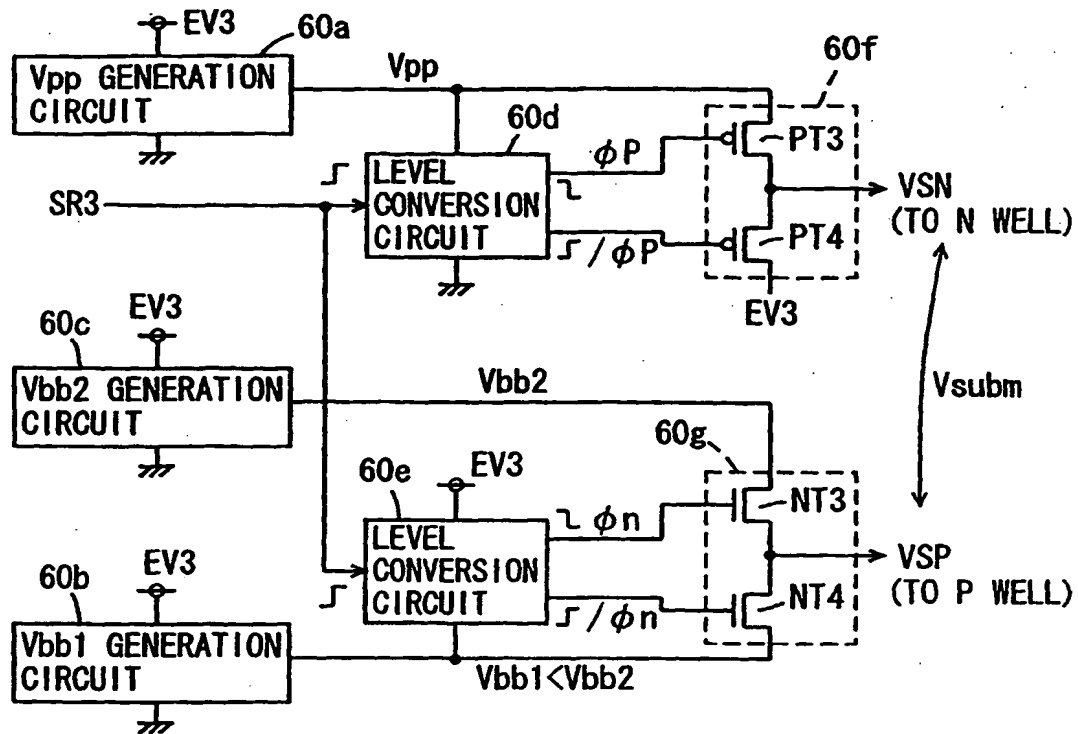 EV3
60a
Vpp GENERATION
CIRCUIT
Vpp
60f
60d
PT3
ϕP
LEVEL
CONVERSION
CIRCUIT
SR3
VSN
(TO N WELL)
/ϕP
PT4
EV3
EV3
60c
Vbb2 GENERATION
CIRCUIT
Vbb2
Vsubm
60g
60e
EV3
ϕn
NT3
LEVEL
CONVERSION
CIRCUIT
VSP
(TO P WELL)
EV3
60b
/ϕn
NT4
Vbb1 GENERATION
CIRCUIT
Vbb1<Vbb2